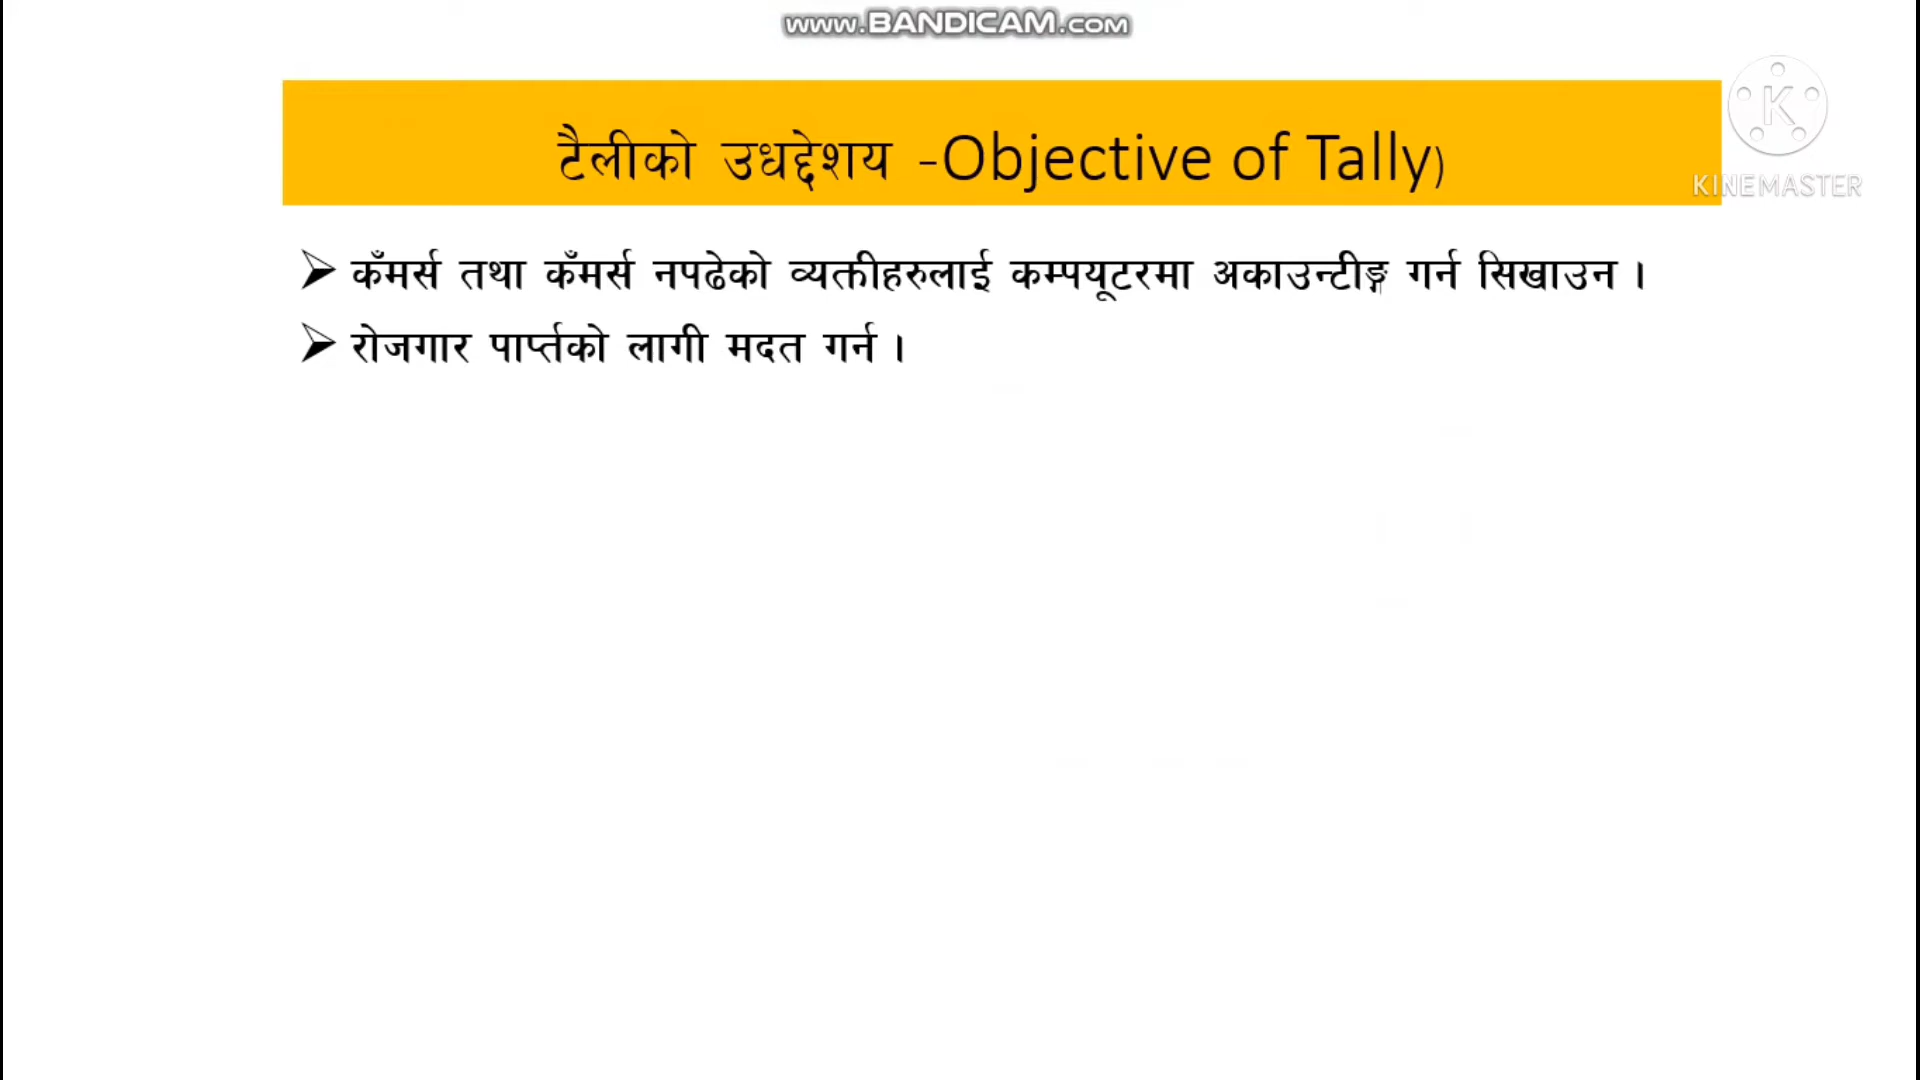 www.BANDICAM.com
टैलीको उधद्देशय -Objective of Tally)
KINEMASTER
➢ कँमर्स तथा कँमर्स नपढेको व्यक्तीहरुलाई कम्पयूटरमा अकाउन्टीङ्ग गर्न सिखाउन ।
➢ रोजगार पार्प्तको लागी मदत गर्न ।